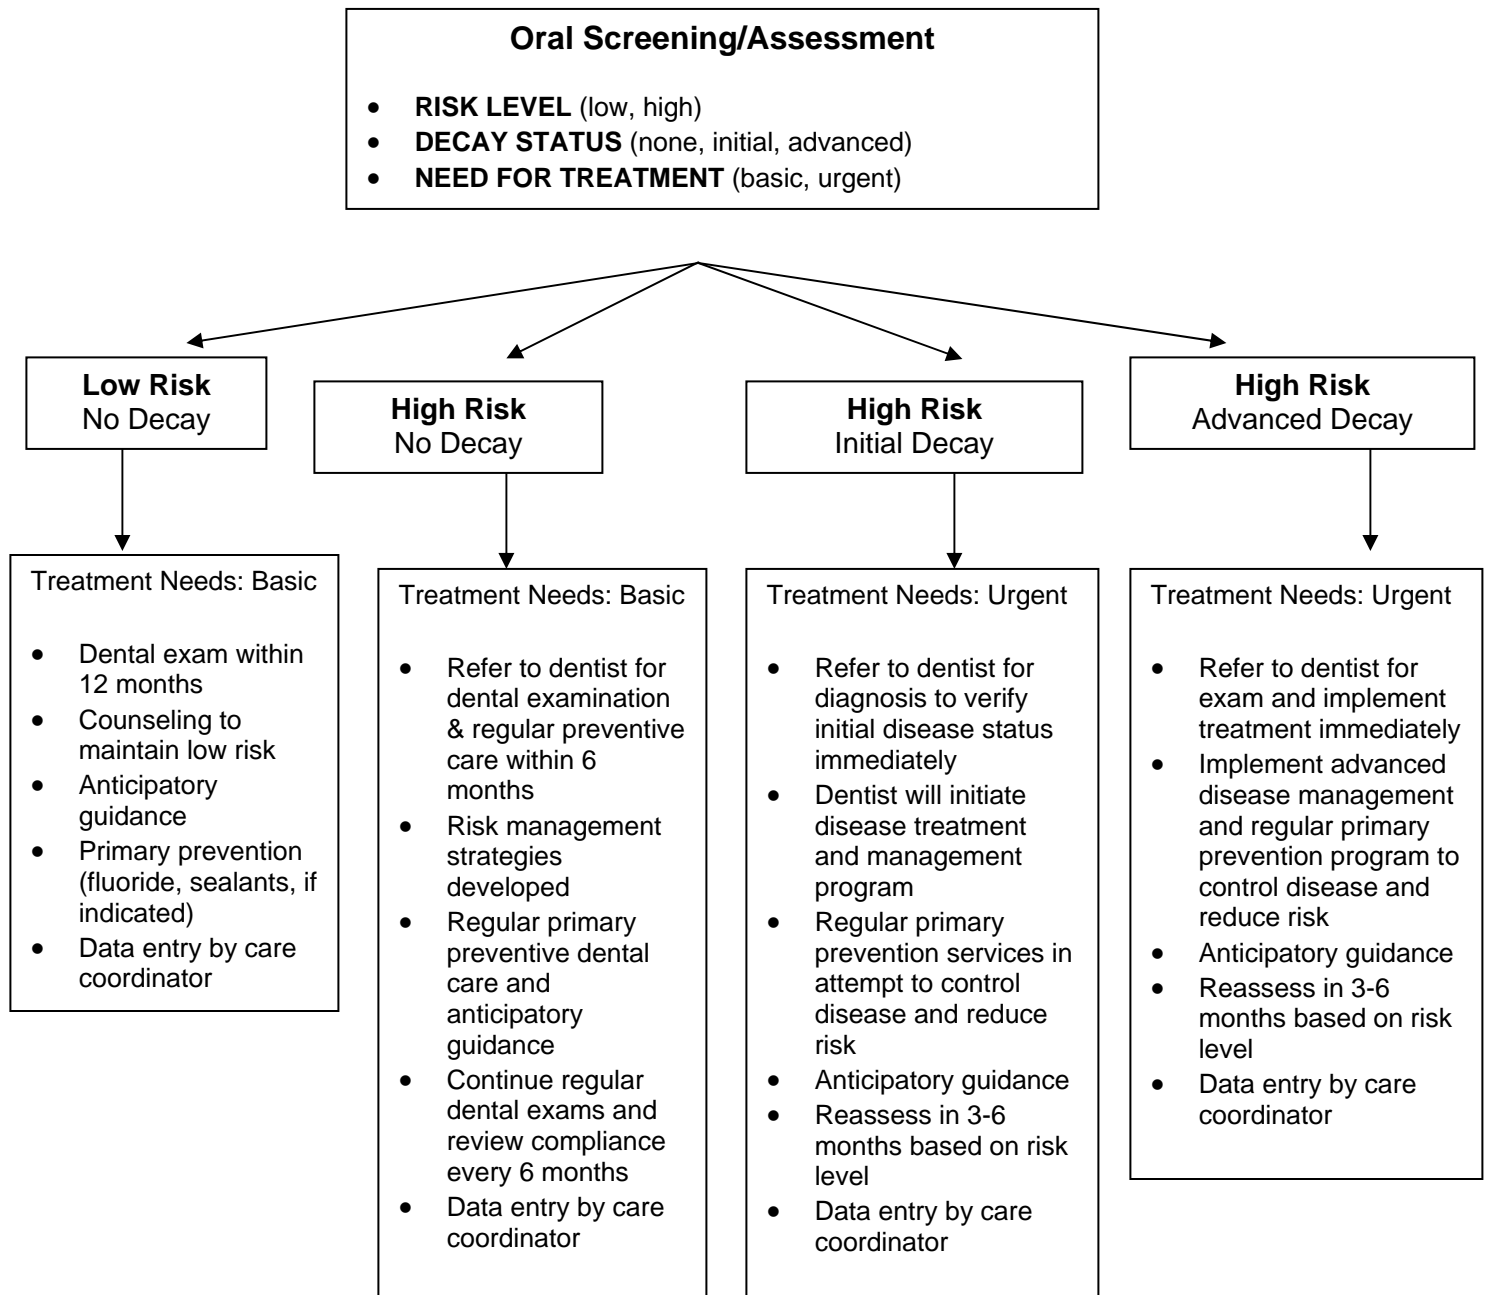 Oral Screening/Assessment
• RISK LEVEL (low, high)
• DECAY STATUS (none, initial, advanced)
• NEED FOR TREATMENT (basic, urgent)
Low Risk
No Decay
High Risk
No Decay
High Risk
Initial Decay
High Risk
Advanced Decay
Treatment Needs: Basic
• Dental exam within
12 months
• Counseling to
maintain low risk
• Anticipatory
guidance
• Primary prevention
(fluoride, sealants, if
indicated)
• Data entry by care
coordinator
Treatment Needs: Basic
• Refer to dentist for
dental examination
& regular preventive
care within 6
months
• Risk management
strategies
developed
• Regular primary
preventive dental
care and
anticipatory
guidance
• Continue regular
dental exams and
review compliance
every 6 months
• Data entry by care
coordinator
Treatment Needs: Urgent
• Refer to dentist for
diagnosis to verify
initial disease status
immediately
• Dentist will initiate
disease treatment
and management
program
• Regular primary
prevention services in
attempt to control
disease and reduce
risk
• Anticipatory guidance
• Reassess in 3-6
months based on risk
level
• Data entry by care
coordinator
Treatment Needs: Urgent
• Refer to dentist for
exam and implement
treatment immediately
• Implement advanced
disease management
and regular primary
prevention program to
control disease and
reduce risk
• Anticipatory guidance
• Reassess in 3-6
months based on risk
level
• Data entry by care
coordinator